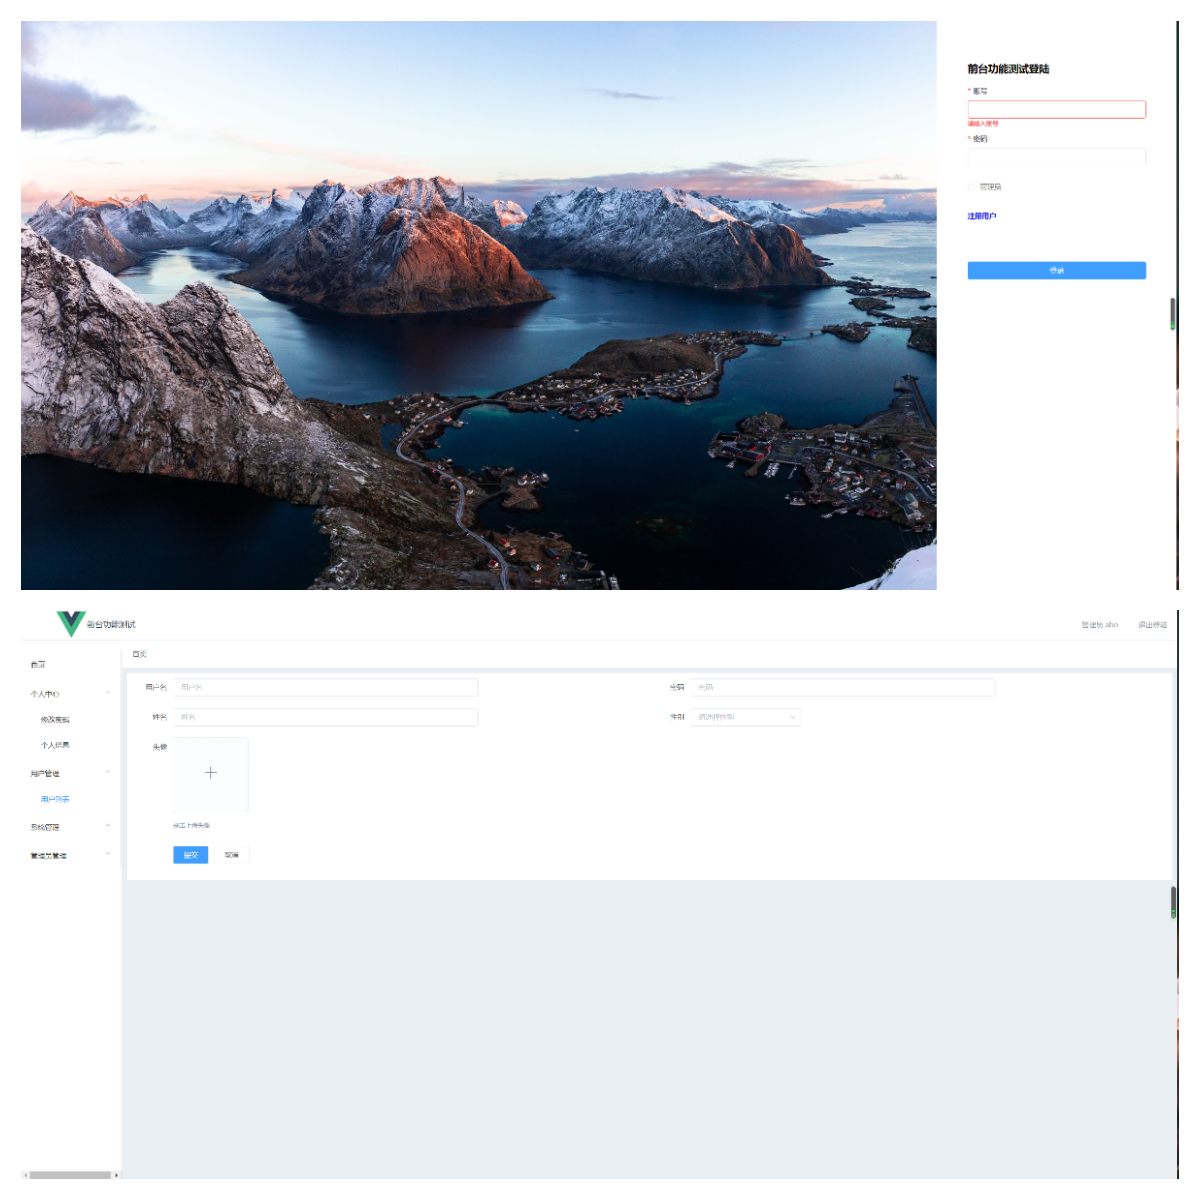 前台功能测试登陆
* 账号
请输入账号
* 密码
管理员
注册用户
登陆
前台功能测试
管理员 abo
退出登陆
首页
首页
个人中心
修改密码
个人信息
用户管理
用户列表
系统管理
管理员管理
用户名 用户名
密码 密码
姓名 姓名
性别 请选择性别
头像
点击上传头像
提交 取消